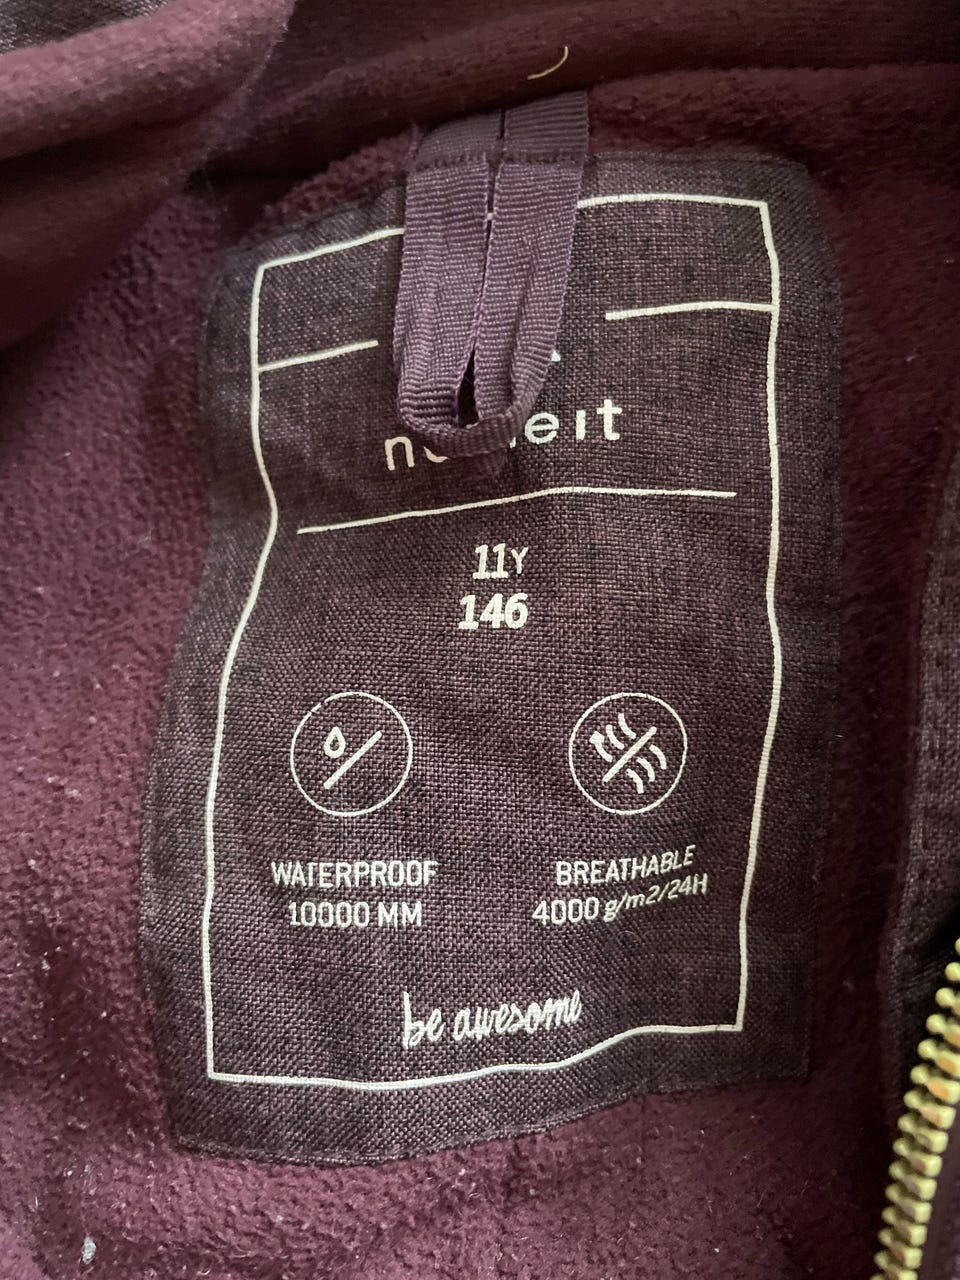 11Y
146
WATERPROOF
10000 MM
BREATHABLE
4000 g/m2/24H
be awesome